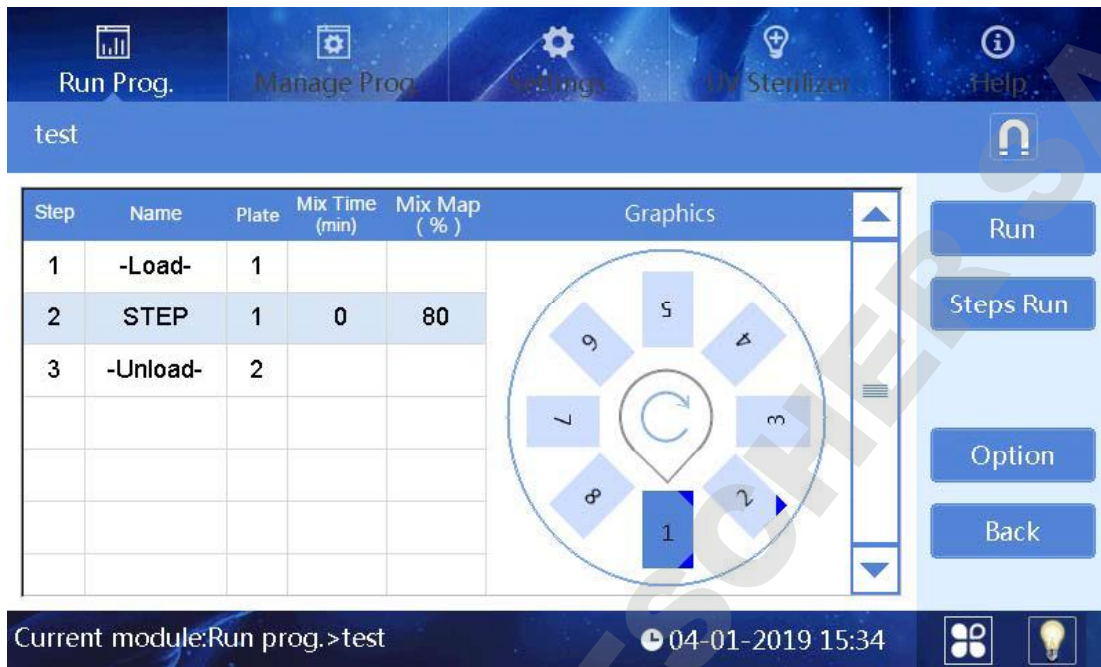 Run Prog.
Manage Prog.
Settings
UV Sterilizer
Help
test
Step Name Plate Mix Time (min) Mix Map ( % ) Graphics
1 -Load- 1
2 STEP 1 0 80
3 -Unload- 2
5
6
4
7
3
8
2
1
Run
Steps Run
Option
Back
Current module:Run prog.>test
04-01-2019 15:34